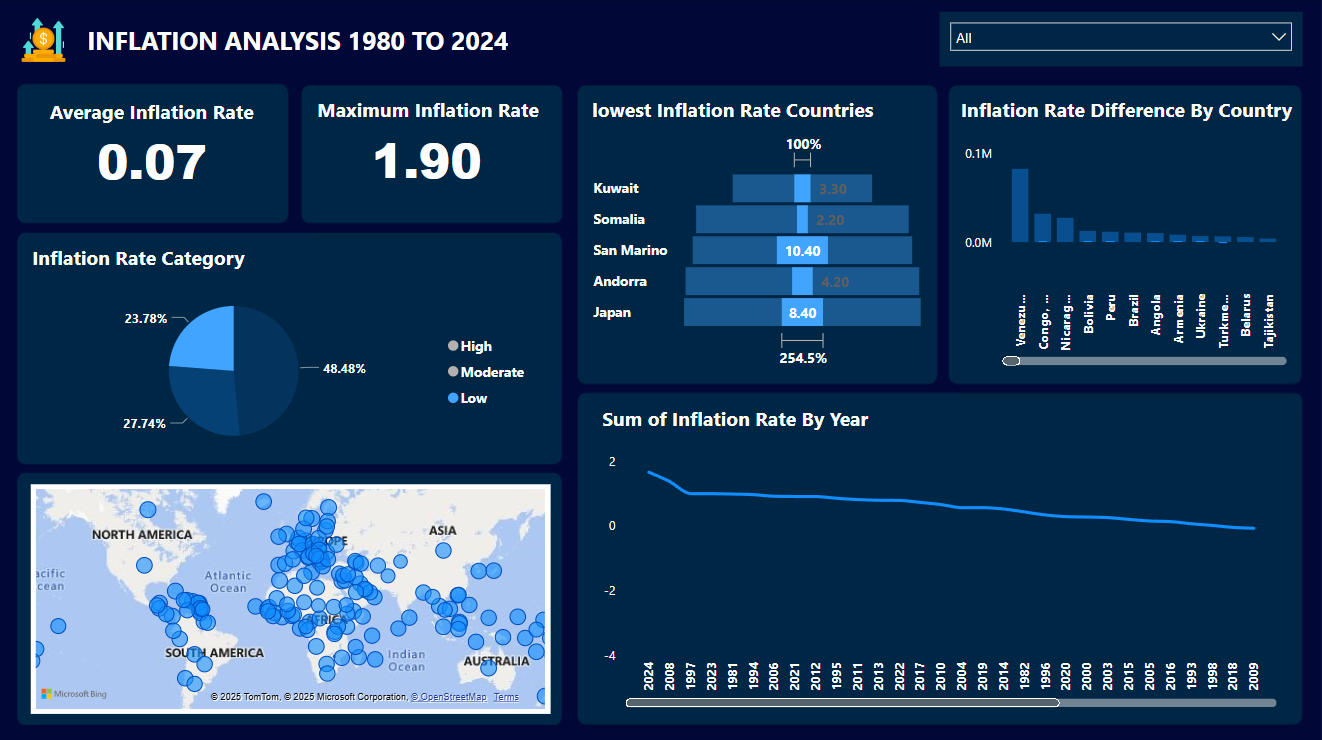 INFLATION ANALYSIS 1980 TO 2024
All
Average Inflation Rate
0.07
Maximum Inflation Rate
1.90
lowest Inflation Rate Countries
100%
Kuwait 3.30
Somalia 2.20
San Marino 10.40
Andorra 4.20
Japan 8.40
254.5%
Inflation Rate Difference By Country
0.1M
0.0M
Venezu...
Congo, ...
Nicarag...
Bolivia
Peru
Brazil
Angola
Armenia
Ukraine
Turkme...
Belarus
Tajikistan
Inflation Rate Category
23.78%
48.48%
27.74%
High
Moderate
Low
NORTH AMERICA
ASIA
OPE
acific
cean
Atlantic
Ocean
AFRICA
SOUTH AMERICA
Indian
Ocean
AUSTRALIA
Microsoft Bing
© 2025 TomTom, © 2025 Microsoft Corporation, © OpenStreetMap Terms
Sum of Inflation Rate By Year
2
0
-2
-4
2024
2008
1997
2023
1981
1994
2006
2021
2012
1995
2011
2013
2022
2017
2010
2004
2019
2014
1982
1996
2020
2000
2003
2015
2005
2016
1993
1998
2018
2009